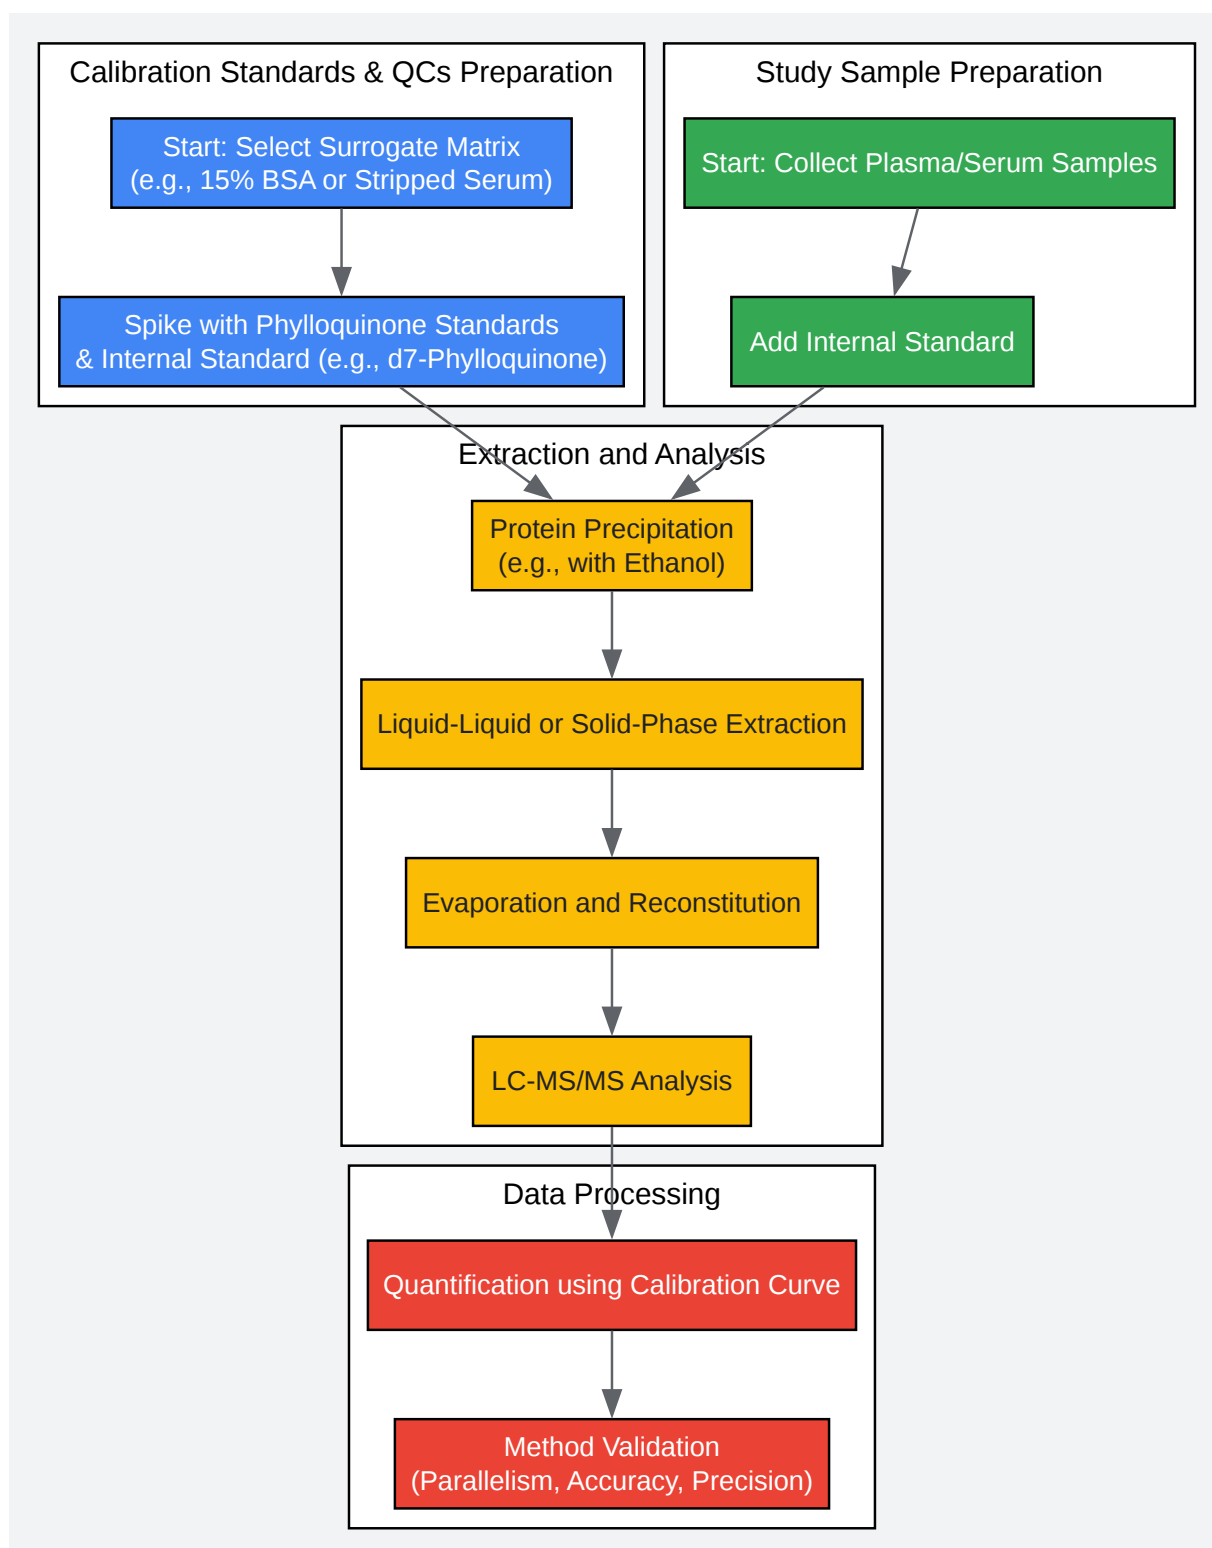 Calibration Standards & QCs Preparation
Start: Select Surrogate Matrix
(e.g., 15% BSA or Stripped Serum)
Spike with Phylloquinone Standards
& Internal Standard (e.g., d7-Phylloquinone)
Study Sample Preparation
Start: Collect Plasma/Serum Samples
Add Internal Standard
Extraction and Analysis
Protein Precipitation
(e.g., with Ethanol)
Liquid-Liquid or Solid-Phase Extraction
Evaporation and Reconstitution
LC-MS/MS Analysis
Data Processing
Quantification using Calibration Curve
Method Validation
(Parallelism, Accuracy, Precision)